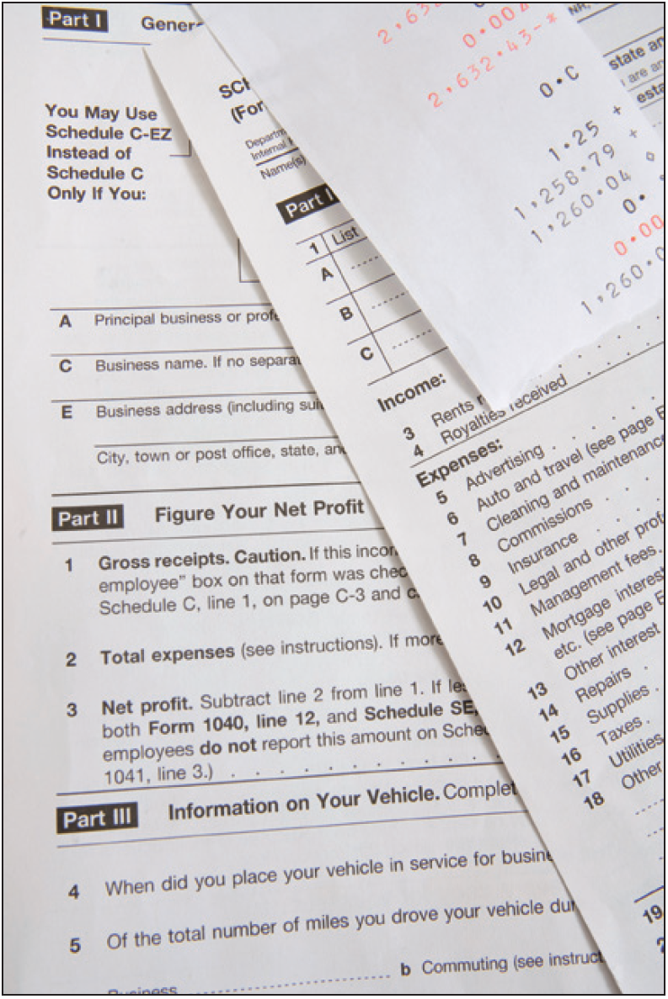 Part I Gener
You May Use
Schedule C-EZ
Instead of
Schedule C
Only If You:
A Principal business or prof
C Business name. If no separa
E Business address (including sui
City, town or post office, state, an
Part II Figure Your Net Profit
1 Gross receipts. Caution. If this incom
employee" box on that form was chec
Schedule C, line 1, on page C-3 and c
2 Total expenses (see instructions). If more
3 Net profit. Subtract line 2 from line 1. If les
both Form 1040, line 12, and Schedule SE,
employees do not report this amount on Sche
1041, line 3.)
Part III Information on Your Vehicle. Complet
4 When did you place your vehicle in service for busine
5 Of the total number of miles you drove your vehicle dur
Business b Commuting (see instruct
SCH
(For
Departm
Internal
Name(s)
Part I
1 List
A
B
C
Income:
3 Rents r
4 Royalties received
Expenses:
5 Advertising
6 Auto and travel (see page E
7 Cleaning and maintenance
8 Commissions
9 Insurance
10 Legal and other prof
11 Management fees
12 Mortgage interest
etc. (see page E
13 Other interest
14 Repairs
15 Supplies
16 Taxes
17 Utilities
18 Other
19
2,63
0.00
2,632.43-*
0.C
1.25 +
1,258.79 +
1,260.04 ◊
0.
0.00
1,260.0
state an
are an
esta